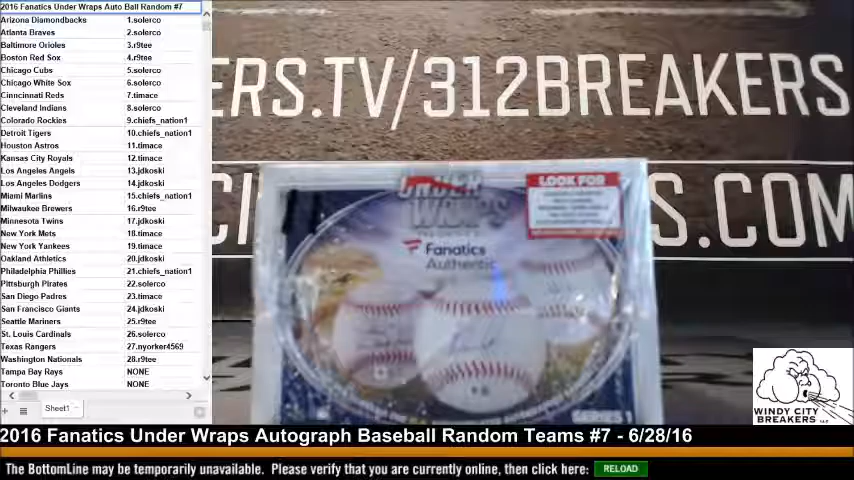 2016 Fanatics Under Wraps Auto Ball Random #7
Arizona Diamondbacks 1.solerco
Atlanta Braves 2.solerco
Baltimore Orioles 3.r9tee
Boston Red Sox 4.r9tee
Chicago Cubs 5.solerco
Chicago White Sox 6.solerco
Cinncinnati Reds 7.timace
Cleveland Indians 8.solerco
Colorado Rockies 9.chiefs_nation1
Detroit Tigers 10.chiefs_nation1
Houston Astros 11.timace
Kansas City Royals 12.timace
Los Angeles Angels 13.jdkoski
Los Angeles Dodgers 14.jdkoski
Miami Marlins 15.chiefs_nation1
Milwaukee Brewers 16.r9tee
Minnesota Twins 17.jdkoski
New York Mets 18.timace
New York Yankees 19.timace
Oakland Athletics 20.jdkoski
Philadelphia Phillies 21.chiefs_nation1
Pittsburgh Pirates 22.solerco
San Diego Padres 23.timace
San Francisco Giants 24.jdkoski
Seattle Mariners 25.r9tee
St. Louis Cardinals 26.solerco
Texas Rangers 27.nyorker4569
Washington Nationals 28.r9tee
Tampa Bay Rays NONE
Toronto Blue Jays NONE
Sheet1
ERS.TV/312BREAKERS
S.COM
UNDER
WRAPS
LOOK FOR
Fanatics
Authentic
SERIES 1
WINDY CITY
BREAKERS LLC
2016 Fanatics Under Wraps Autograph Baseball Random Teams #7 - 6/28/16
The BottomLine may be temporarily unavailable. Please verify that you are currently online, then click here: RELOAD